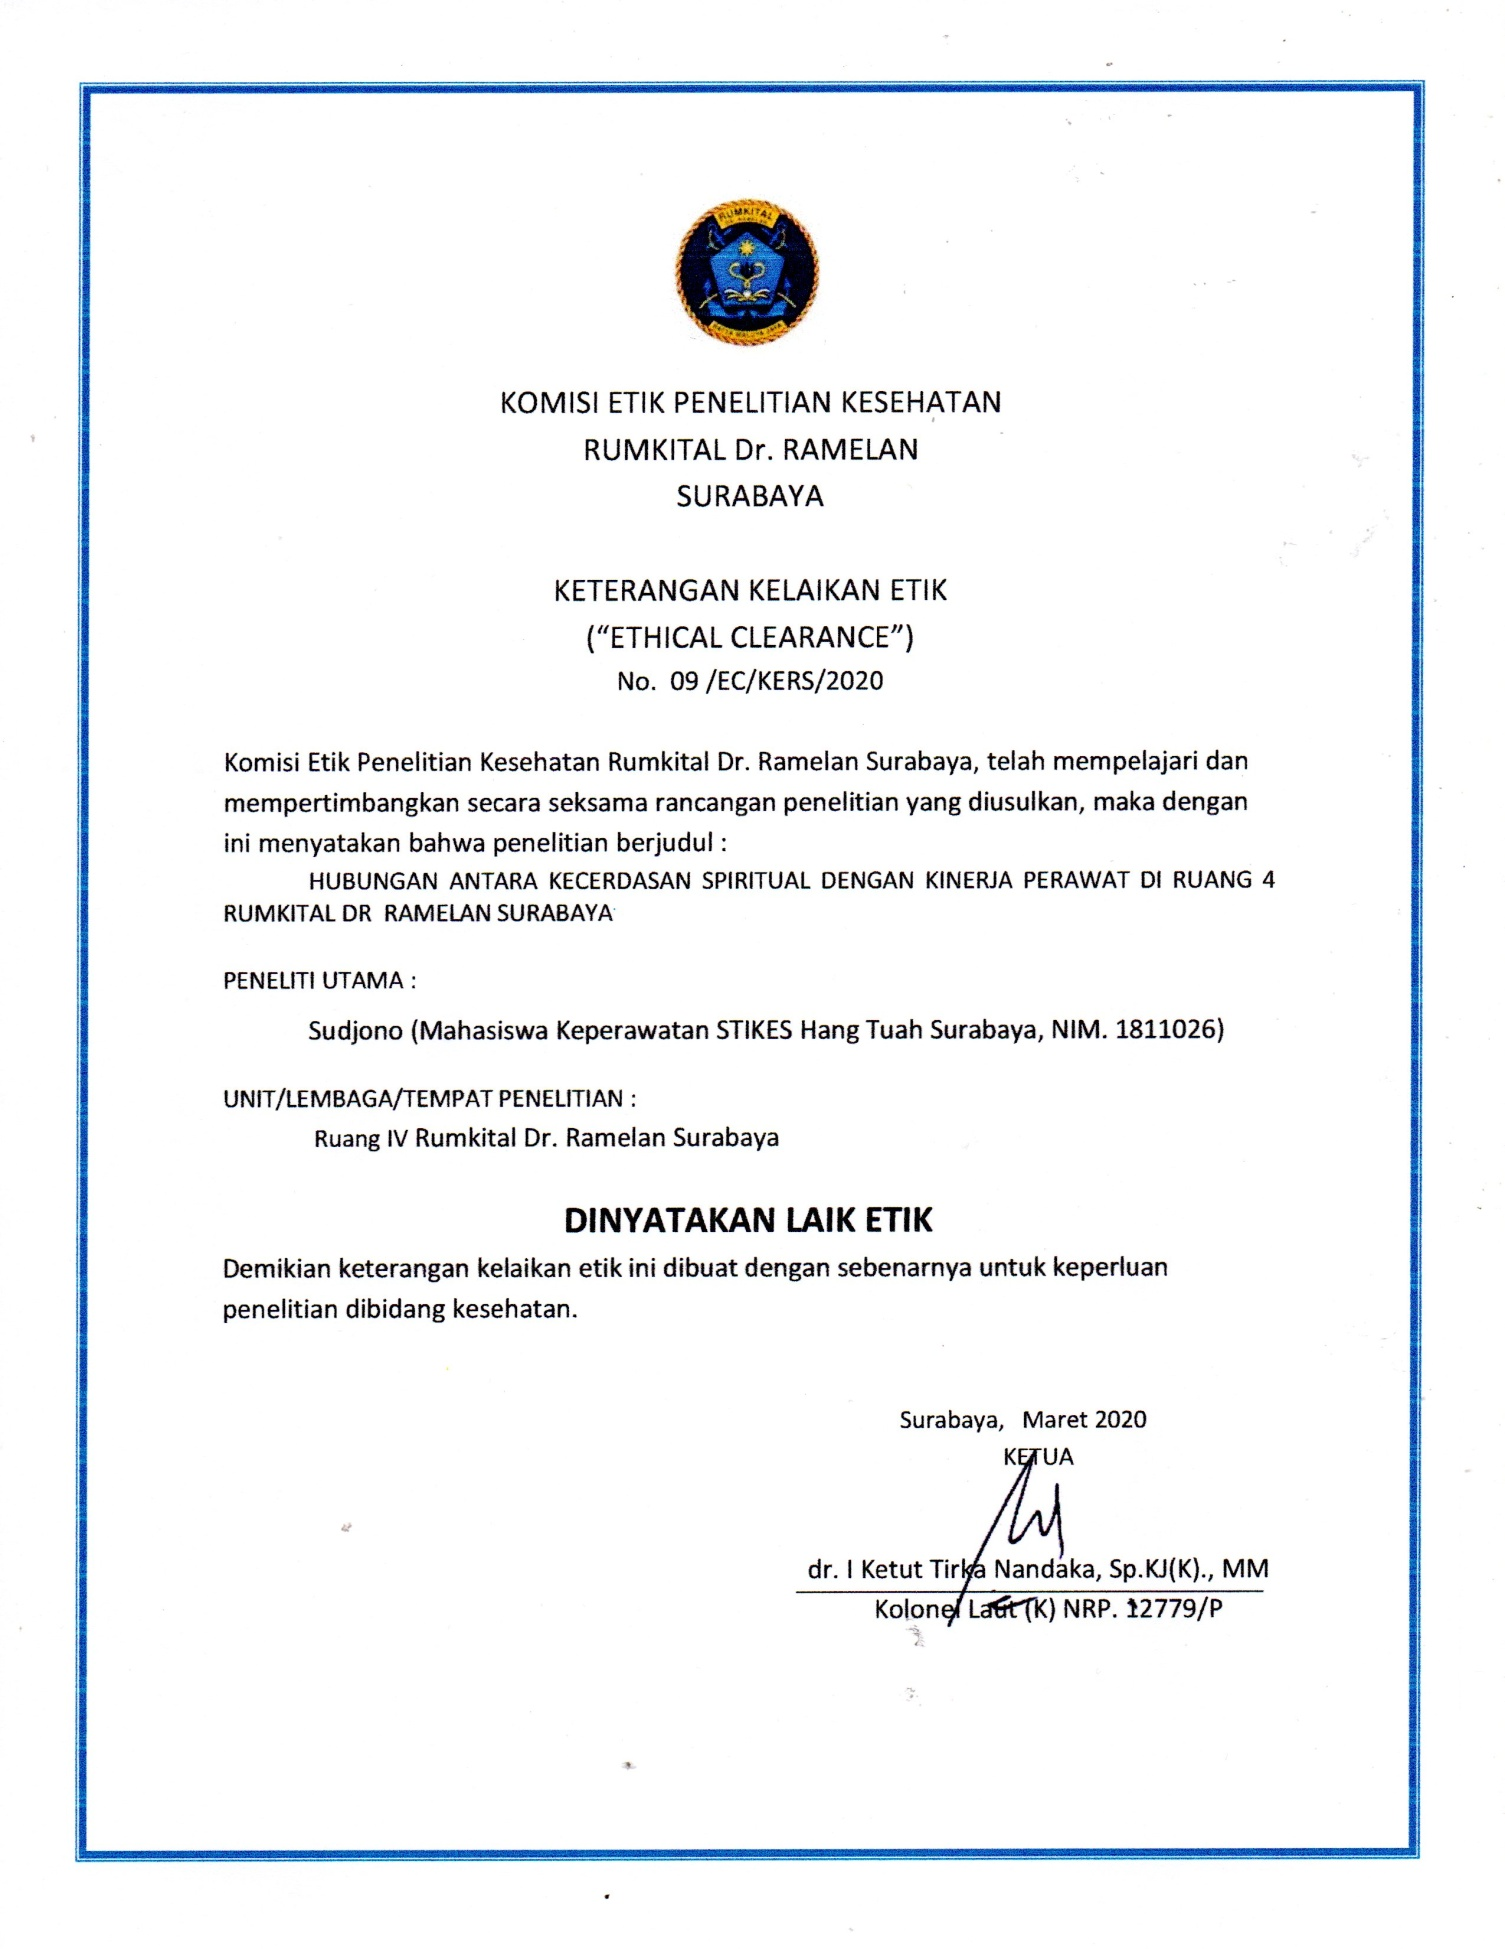 RUMKITAL
KOMISI ETIK PENELITIAN KESEHATAN
RUMKITAL Dr. RAMELAN
SURABAYA
KETERANGAN KELAIKAN ETIK
(“ETHICAL CLEARANCE”)
No. 09 /EC/KERS/2020
Komisi Etik Penelitian Kesehatan Rumkital Dr. Ramelan Surabaya, telah mempelajari dan
mempertimbangkan secara seksama rancangan penelitian yang diusulkan, maka dengan
ini menyatakan bahwa penelitian berjudul :
HUBUNGAN ANTARA KECERDASAN SPIRITUAL DENGAN KINERJA PERAWAT DI RUANG 4
RUMKITAL DR RAMELAN SURABAYA
PENELITI UTAMA :
Sudjono (Mahasiswa Keperawatan STIKES Hang Tuah Surabaya, NIM. 1811026)
UNIT/LEMBAGA/TEMPAT PENELITIAN :
Ruang IV Rumkital Dr. Ramelan Surabaya
DINYATAKAN LAIK ETIK
Demikian keterangan kelaikan etik ini dibuat dengan sebenarnya untuk keperluan
penelitian dibidang kesehatan.
Surabaya, Maret 2020
KETUA
dr. I Ketut Tirka Nandaka, Sp.KJ(K)., MM
Kolonel Laut (K) NRP. 12779/P